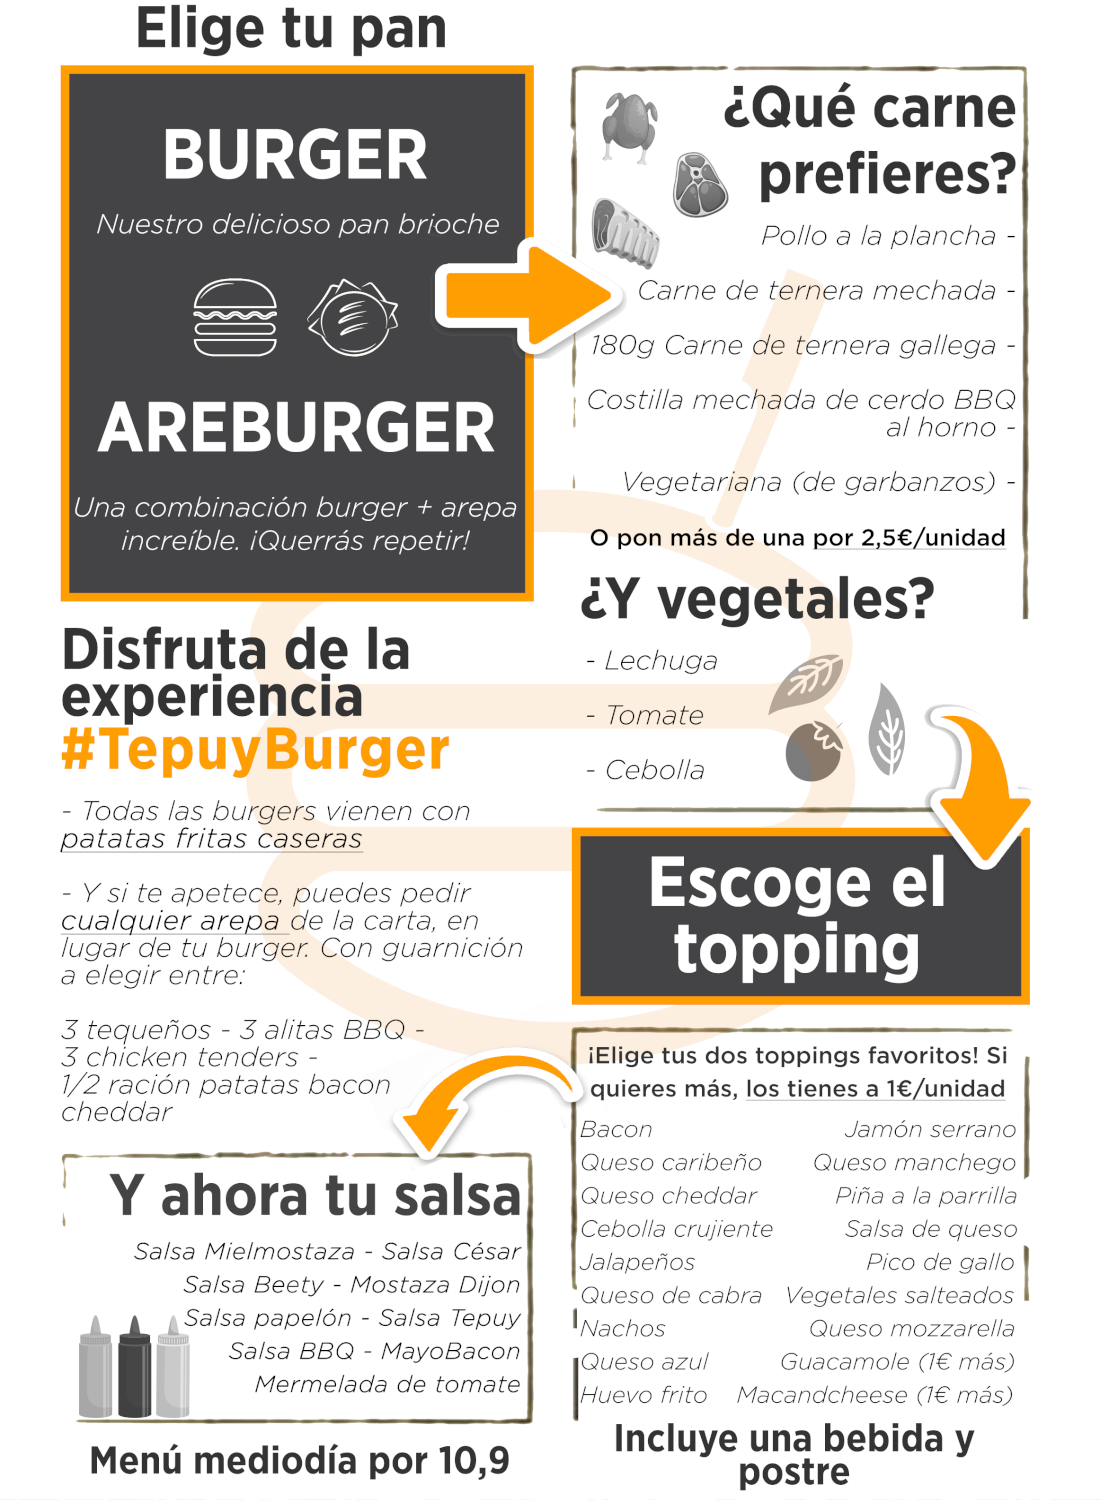 Elige tu pan
BURGER
Nuestro delicioso pan brioche
AREBURGER
Una combinación burger + arepa
increíble. ¡Querrás repetir!
¿Qué carne
prefieres?
Pollo a la plancha -
Carne de ternera mechada -
180g Carne de ternera gallega -
Costilla mechada de cerdo BBQ
al horno -
Vegetariana (de garbanzos) -
O pon más de una por 2,5€/unidad
¿Y vegetales?
- Lechuga
- Tomate
- Cebolla
Disfruta de la
experiencia
#TepuyBurger
- Todas las burgers vienen con
patatas fritas caseras
- Y si te apetece, puedes pedir
cualquier arepa de la carta, en
lugar de tu burger. Con guarnición
a elegir entre:
3 tequeños - 3 alitas BBQ -
3 chicken tenders -
1/2 ración patatas bacon
cheddar
Escoge el
topping
¡Elige tus dos toppings favoritos! Si
quieres más, los tienes a 1€/unidad
Bacon Jamón serrano
Queso caribeño Queso manchego
Queso cheddar Piña a la parrilla
Cebolla crujiente Salsa de queso
Jalapeños Pico de gallo
Queso de cabra Vegetales salteados
Nachos Queso mozzarella
Queso azul Guacamole (1€ más)
Huevo frito Macandcheese (1€ más)
Y ahora tu salsa
Salsa Mielmostaza - Salsa César
Salsa Beety - Mostaza Dijon
Salsa papelón - Salsa Tepuy
Salsa BBQ - MayoBacon
Mermelada de tomate
Menú mediodía por 10,9
Incluye una bebida y
postre